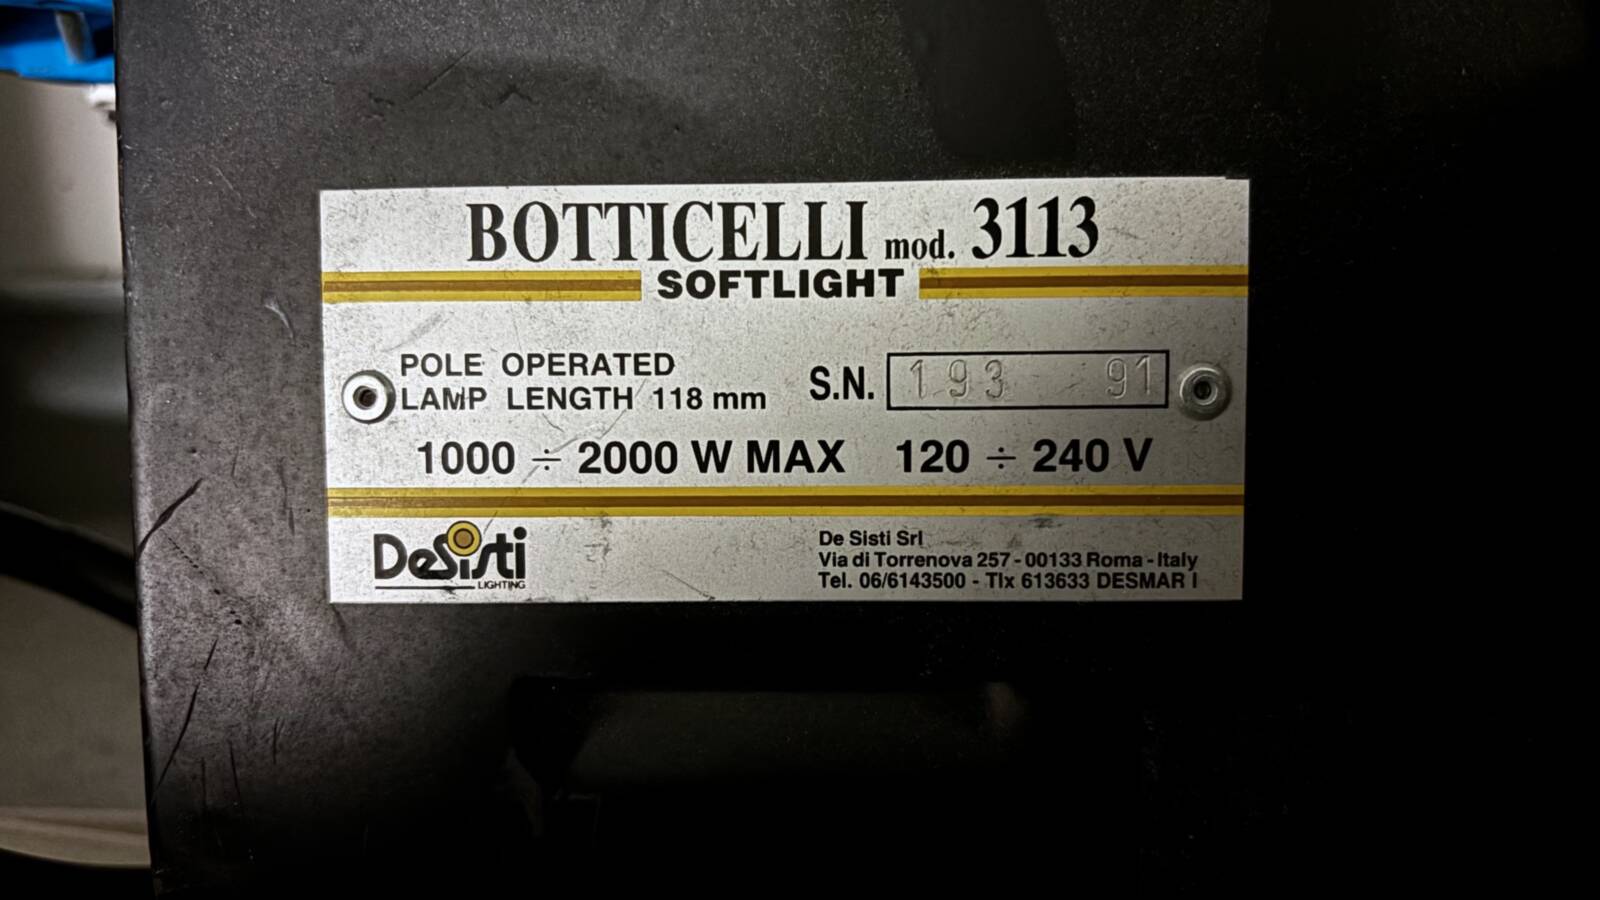 BOTTICELLI mod. 3113
SOFTLIGHT
POLE OPERATED
LAMP LENGTH 118 mm
S.N. 193 91
1000 ÷ 2000 W MAX 120 ÷ 240 V
DeSisti
LIGHTING
De Sisti Srl
Via di Torrenova 257 - 00133 Roma - Italy
Tel. 06/6143500 - Tlx 613633 DESMAR I